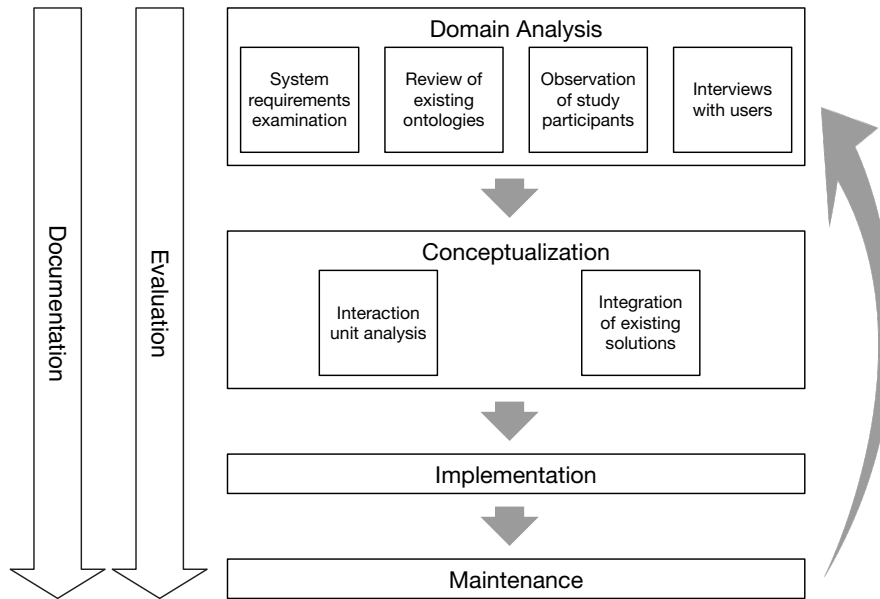 Documentation
Evaluation
Domain Analysis
System
requirements
examination
Review of
existing
ontologies
Observation
of study
participants
Interviews
with users
Conceptualization
Interaction
unit analysis
Integration
of existing
solutions
Implementation
Maintenance